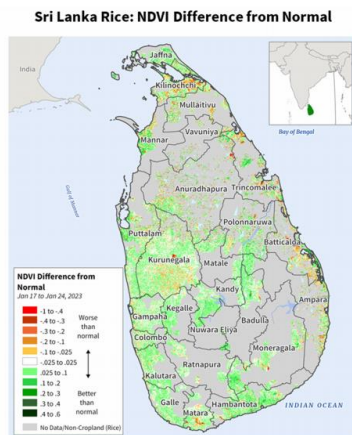 Sri Lanka Rice: NDVI Difference from Normal
India
Jaffna
Kilinochchi
Mullaitivu
Bay of Bengal
Vavuniya
Mannar
Gulf of Mannar
Trincomalee
Anuradhapura
Polonnaruwa
Puttalam
Batticaloa
Kurunegala
Matale
Ampara
Kandy
Kegalle
Gampaha
Badulla
Nuwara Eliya
Colombo
Moneragala
Ratnapura
Kalutara
INDIAN OCEAN
Galle
Hambantota
Matara
NDVI Difference from
Normal
Jan 17 to Jan 24, 2023
-1 to -.4
-.4 to -.3
-.3 to -.2
-.2 to -.1
-.1 to -.025
-.025 to .025
.025 to .1
.1 to .2
.2 to .3
.3 to .4
.4 to .6
Worse
than
normal
Better
than
normal
No Data/Non-Cropland (Rice)